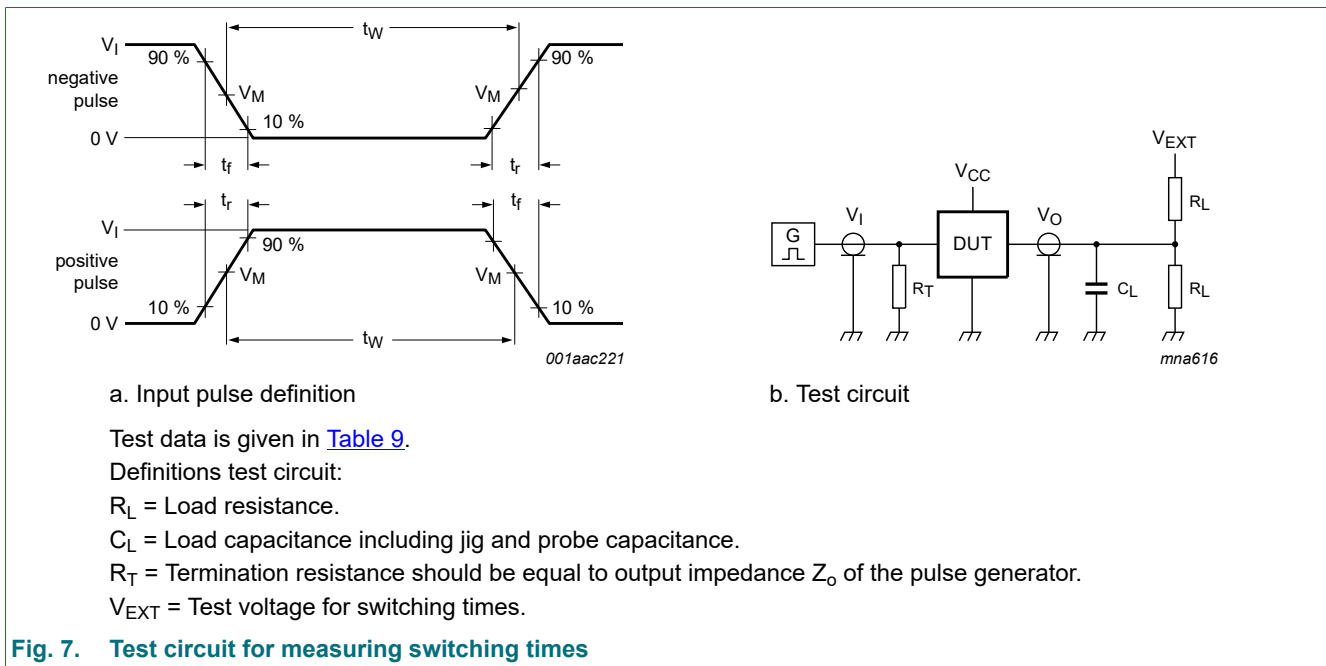 V_I
90 %
t_W
90 %
negative
pulse
V_M
V_M
10 %
0 V
t_f
t_r
t_r
t_f
V_I
90 %
positive
pulse
V_M
V_M
10 %
10 %
0 V
t_W
001aac221
V_EXT
V_CC
R_L
V_I
V_O
G
DUT
R_T
C_L
R_L
mna616
a. Input pulse definition
b. Test circuit
Test data is given in Table 9.
Definitions test circuit:
R_L = Load resistance.
C_L = Load capacitance including jig and probe capacitance.
R_T = Termination resistance should be equal to output impedance Z_o of the pulse generator.
V_EXT = Test voltage for switching times.
Fig. 7. Test circuit for measuring switching times